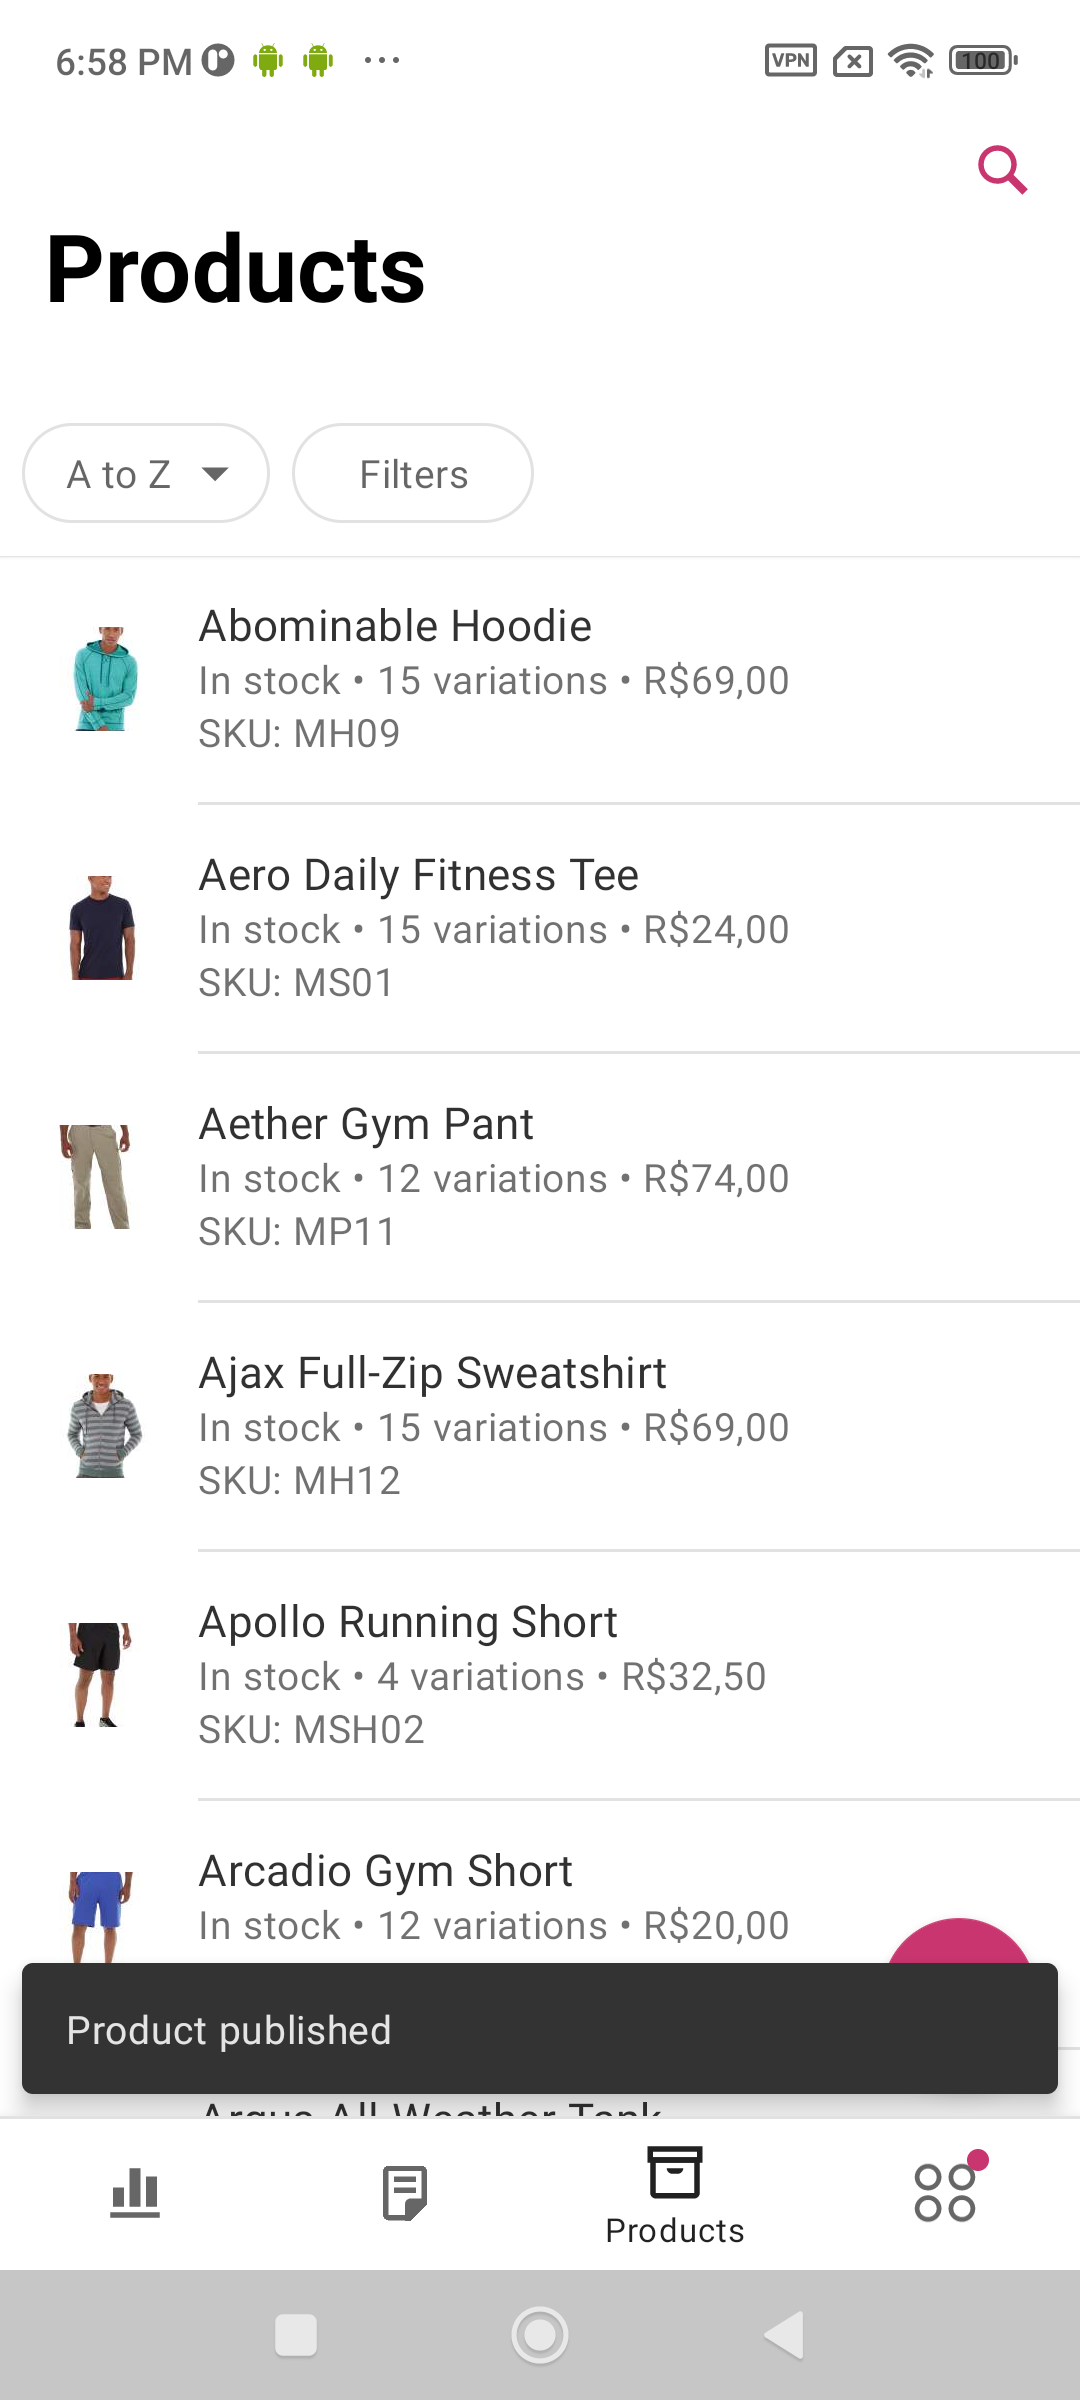 6:58 PM
VPN
100
Products
A to Z
Filters
Abominable Hoodie
In stock • 15 variations • R$69,00
SKU: MH09
Aero Daily Fitness Tee
In stock • 15 variations • R$24,00
SKU: MS01
Aether Gym Pant
In stock • 12 variations • R$74,00
SKU: MP11
Ajax Full-Zip Sweatshirt
In stock • 15 variations • R$69,00
SKU: MH12
Apollo Running Short
In stock • 4 variations • R$32,50
SKU: MSH02
Arcadio Gym Short
In stock • 12 variations • R$20,00
Product published
Argus All-Weather Tank
Products